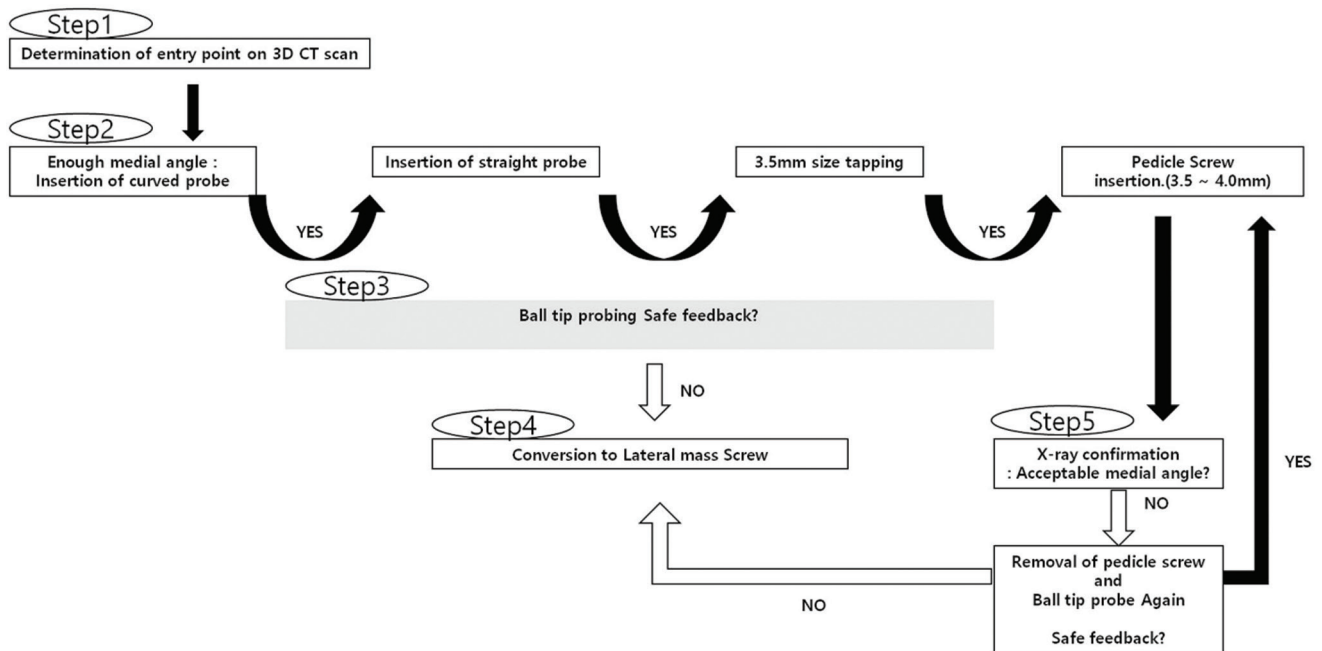 Step1
Determination of entry point on 3D CT scan
Step2
Enough medial angle :
Insertion of curved probe
Insertion of straight probe
3.5mm size tapping
Pedicle Screw
insertion.(3.5 ~ 4.0mm)
YES
YES
YES
Step3
Ball tip probing Safe feedback?
NO
Step4
Conversion to Lateral mass Screw
Step5
X-ray confirmation
: Acceptable medial angle?
YES
NO
Removal of pedicle screw
and
Ball tip probe Again
Safe feedback?
NO